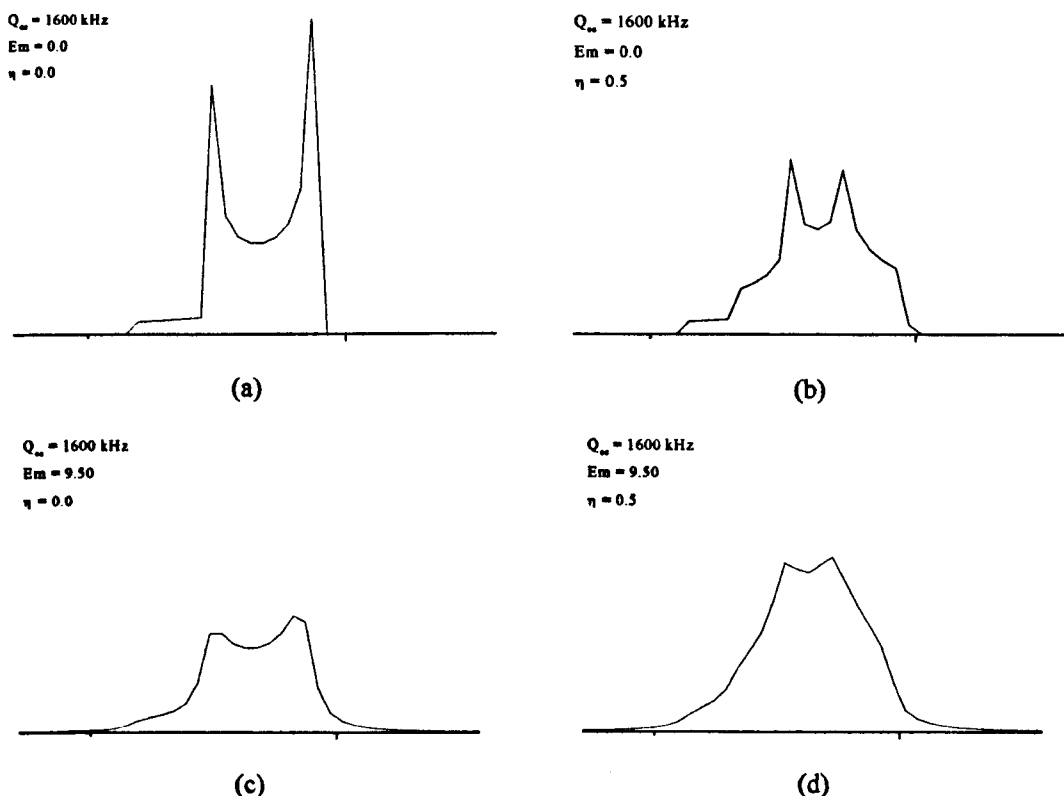 Q∞ = 1600 kHz
Em = 0.0
η = 0.0
Q∞ = 1600 kHz
Em = 0.0
η = 0.5
(a)
(b)
Q∞ = 1600 kHz
Em = 9.50
η = 0.0
Q∞ = 1600 kHz
Em = 9.50
η = 0.5
(c)
(d)